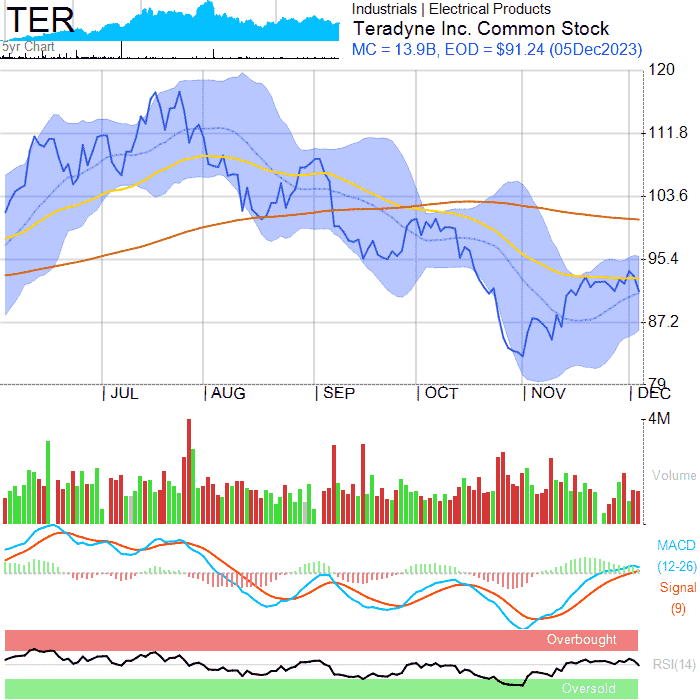 TER
5yr Chart
Industrials | Electrical Products
Teradyne Inc. Common Stock
MC = 13.9B, EOD = $91.24 (05Dec2023)
120
111.8
103.6
95.4
87.2
79
JUL AUG SEP OCT NOV DEC
4M
Volume
MACD
(12-26)
Signal
(9)
Overbought
RSI(14)
Oversold